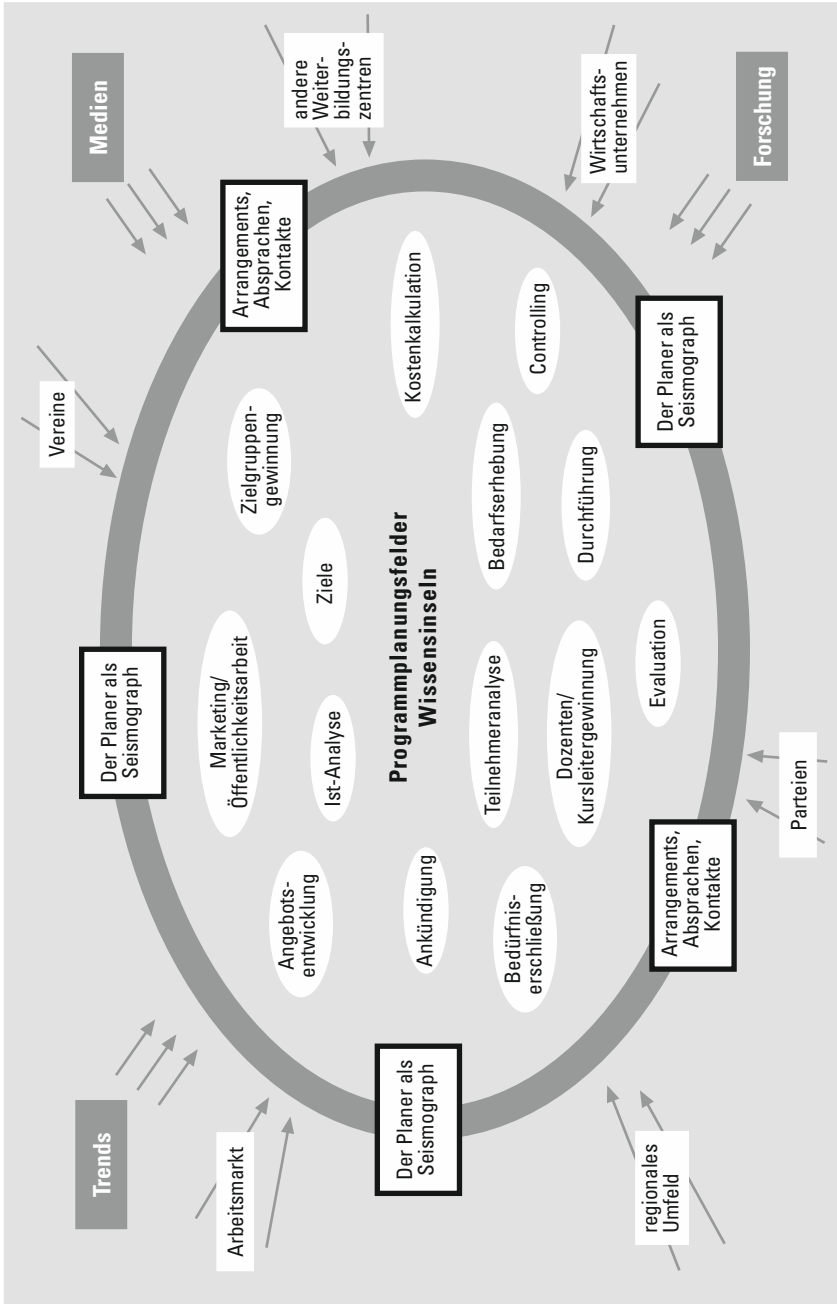 Trends
Vereine
Medien
Der Planer als
Seismograph
Arbeitsmarkt
Marketing/
Öffentlichkeitsarbeit
Zielgruppen-
gewinnung
Arrangements,
Absprachen,
Kontakte
Angebots-
entwicklung
Ist-Analyse
Ziele
andere
Weiter-
bildungs-
zentren
Der Planer als
Seismograph
Programmplanungsfelder
Wissensinseln
Ankündigung
Kostenkalkulation
Bedürfnis-
erschließung
Teilnehmeranalyse
Bedarfserhebung
Controlling
Dozenten/
Kursleitergewinnung
Durchführung
Wirtschafts-
unternehmen
Evaluation
regionales
Umfeld
Arrangements,
Absprachen,
Kontakte
Der Planer als
Seismograph
Parteien
Forschung